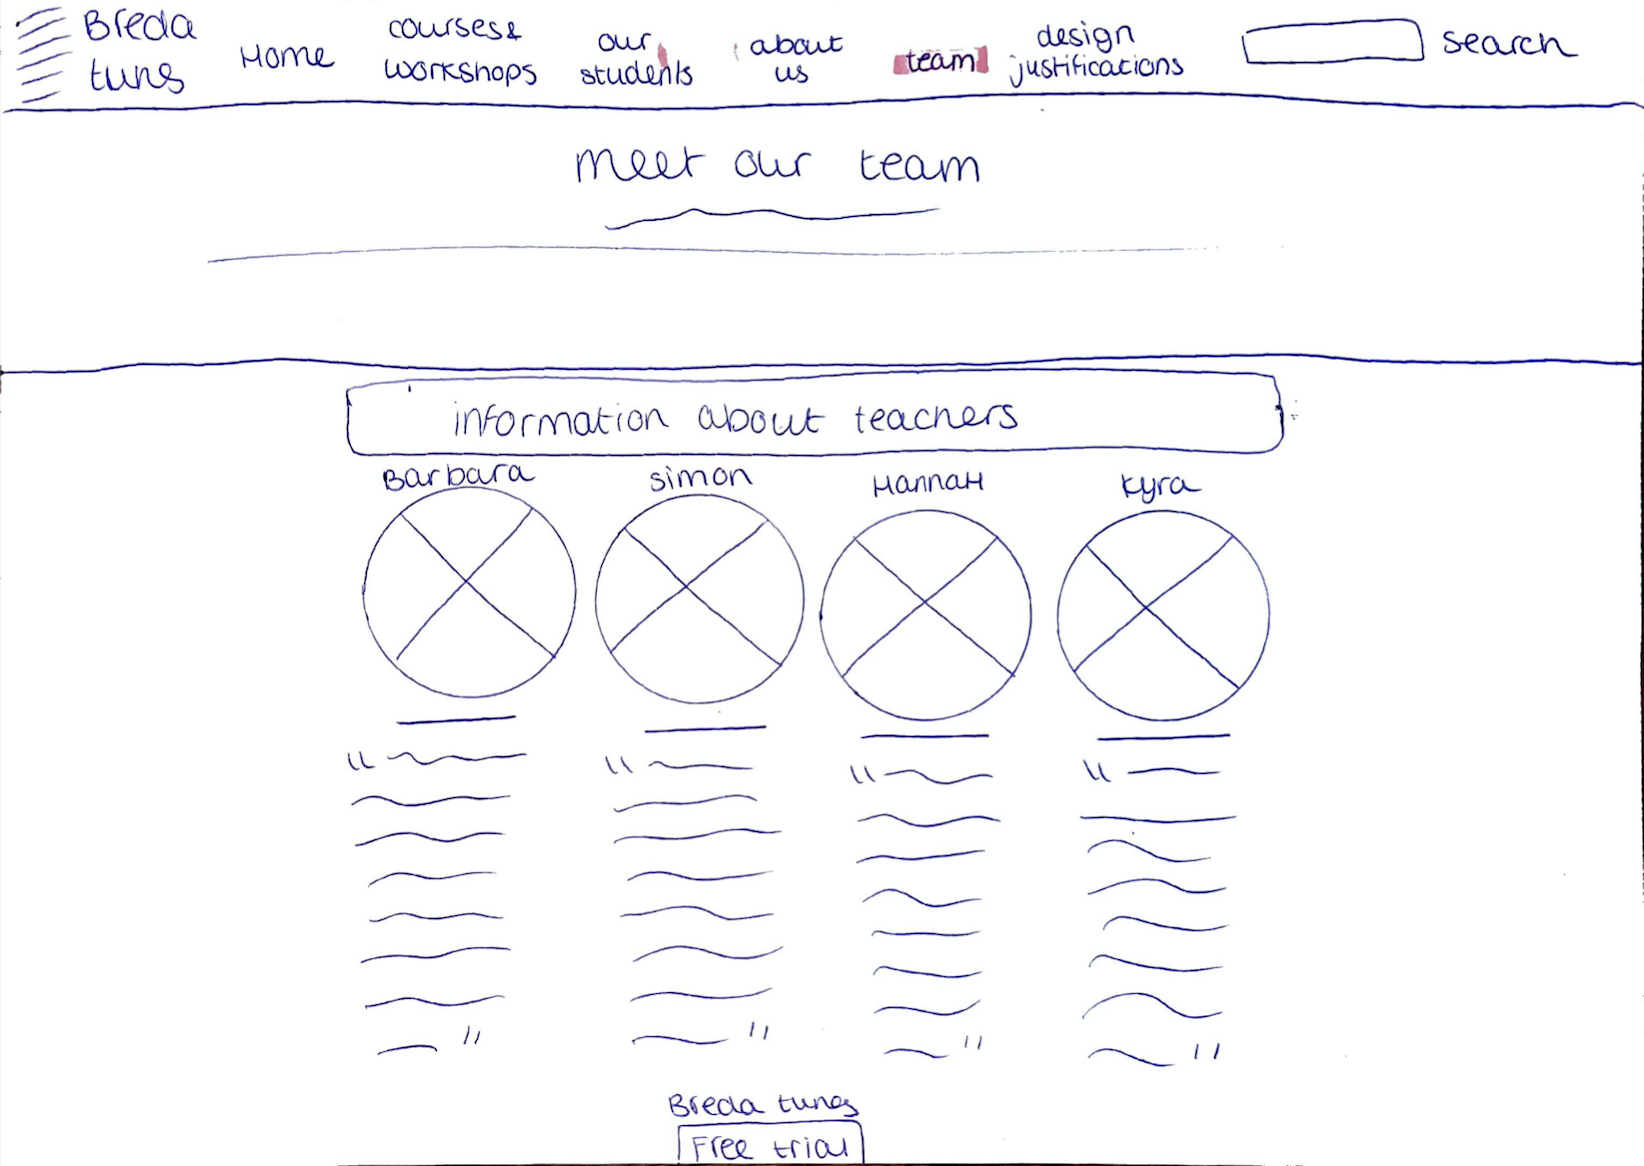 Breda
tuns
Home
courses&
workshops
our
students
about
us
team
design
justifications
search
meet our team
information about teachers
Barbara
simon
HannaH
kyra
Breda tunes
Free trial